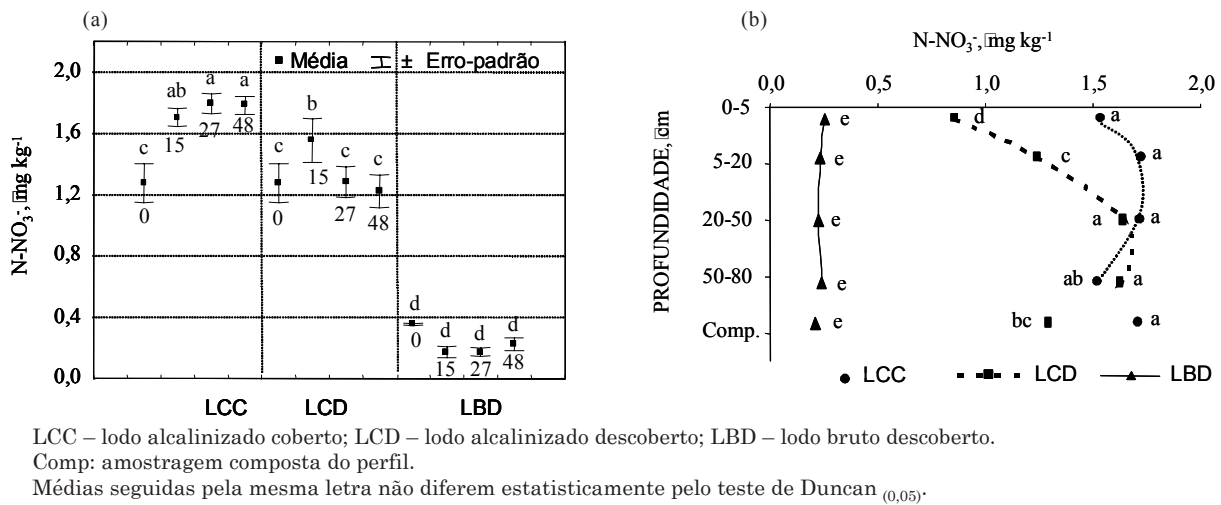 (a)
2,0
1,6
1,2
0,8
0,4
0,0
N-NO3-, mg kg-1
■ Média ⌶ ± Erro-padrão
c
0
ab
15
a
27
a
48
c
0
b
15
c
27
c
48
d
0
d
15
d
27
d
48
LCC LCD LBD
(b)
N-NO3-, mg kg-1
0,0 0,5 1,0 1,5 2,0
PROFUNDIDADE, cm
0-5 e d a
5-20 e c a
20-50 e a a
50-80 e ab a
Comp. e bc a
LCC LCD LBD
LCC – lodo alcalinizado coberto; LCD – lodo alcalinizado descoberto; LBD – lodo bruto descoberto.
Comp: amostragem composta do perfil.
Médias seguidas pela mesma letra não diferem estatisticamente pelo teste de Duncan (0,05).